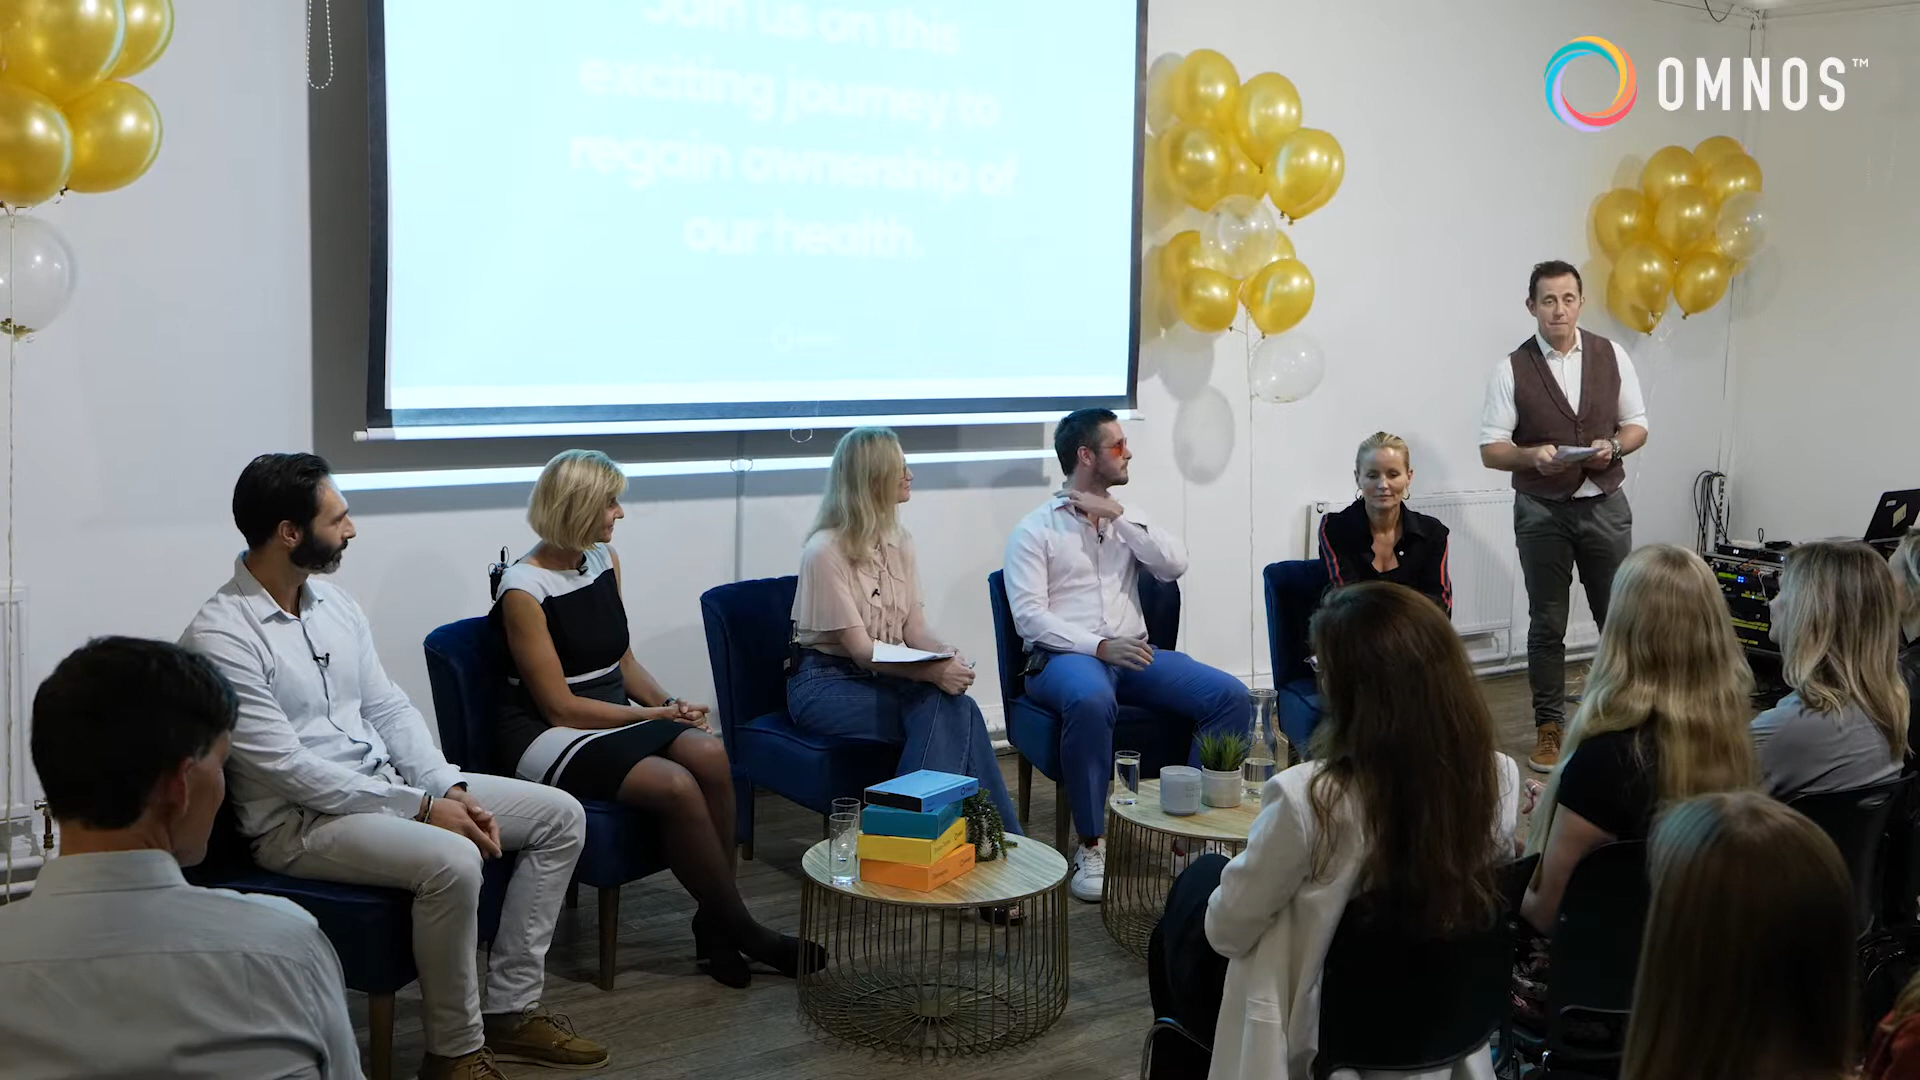 Join us on this
exciting journey to
regain ownership of
our health.
OMNOS™